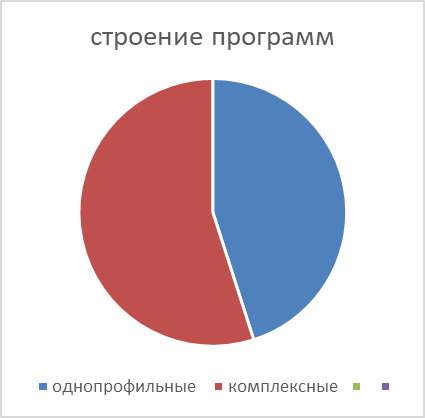 строение программ
однопрофильные комплексные